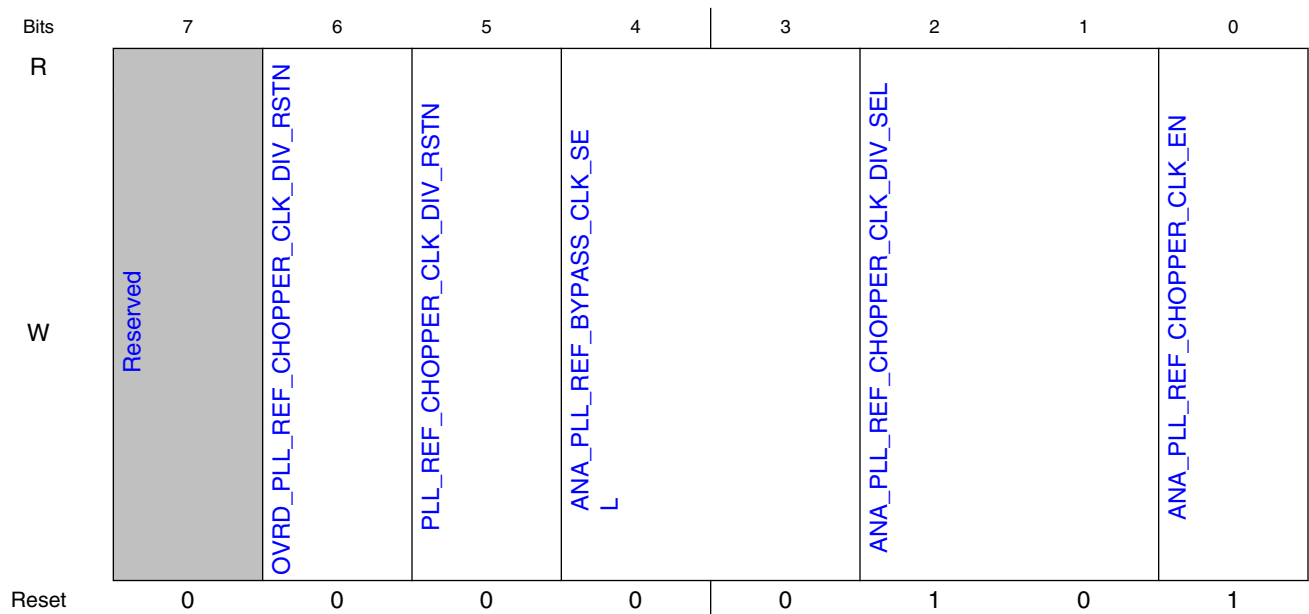 Bits 7 6 5 4 3 2 1 0
R
W
Reserved
OVRD_PLL_REF_CHOPPER_CLK_DIV_RSTN
PLL_REF_CHOPPER_CLK_DIV_RSTN
ANA_PLL_REF_BYPASS_CLK_SE
L
ANA_PLL_REF_CHOPPER_CLK_DIV_SEL
ANA_PLL_REF_CHOPPER_CLK_EN
Reset 0 0 0 0 0 1 0 1